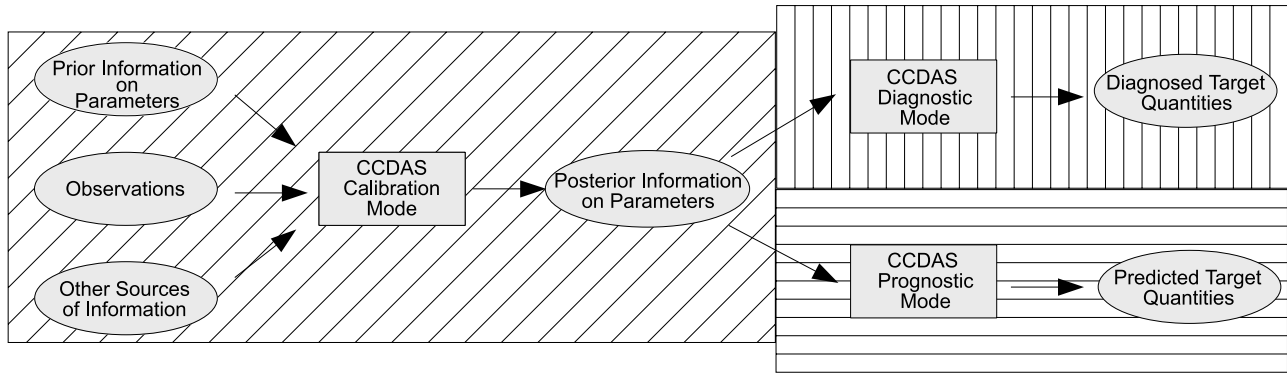 Prior Information
on
Parameters
Observations
Other Sources
of Information
CCDAS
Calibration
Mode
Posterior Information
on Parameters
CCDAS
Diagnostic
Mode
Diagnosed Target
Quantities
CCDAS
Prognostic
Mode
Predicted Target
Quantities